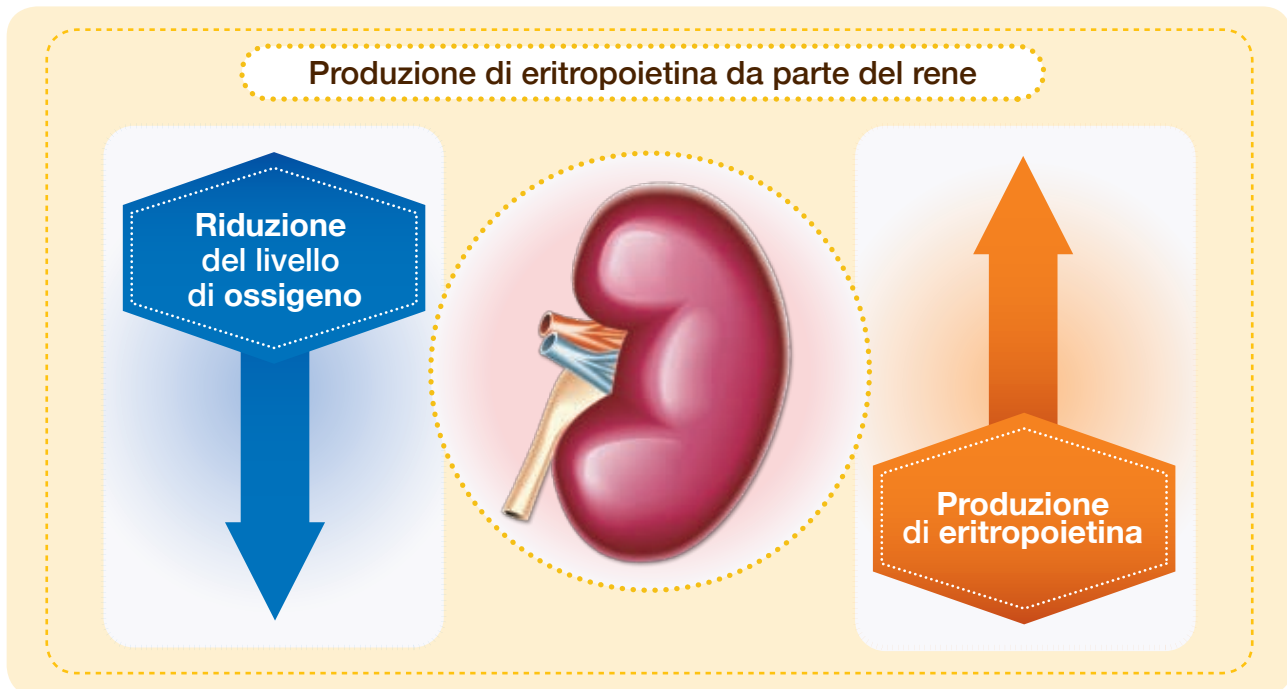 Produzione di eritropoietina da parte del rene
Riduzione
del livello
di ossigeno
Produzione
di eritropoietina